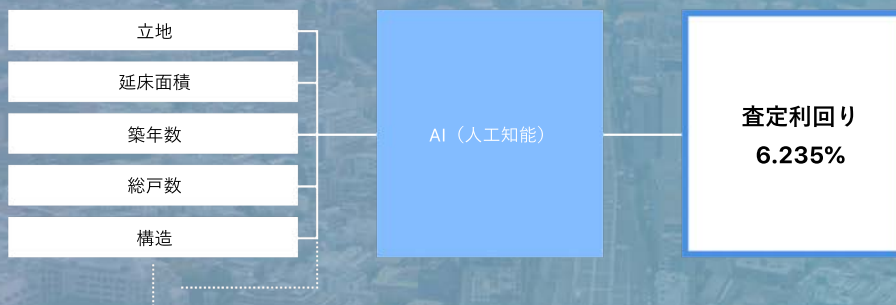 立地
延床面積
築年数
総戸数
構造
AI（人工知能）
査定利回り
6.235%